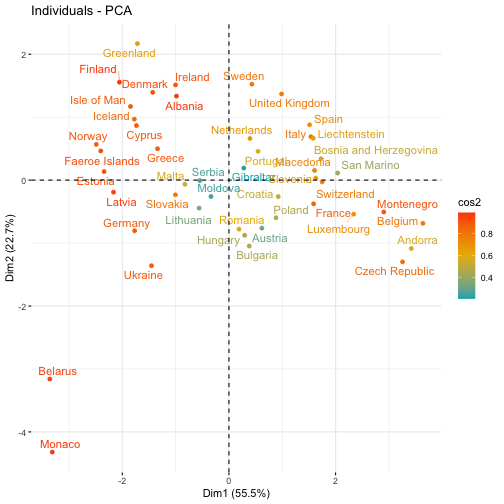 Individuals - PCA
Greenland
Finland
Denmark
Ireland
Sweden
Isle of Man
Albania
United Kingdom
Iceland
Cyprus
Netherlands
Spain
Norway
Italy
Liechtenstein
Faeroe Islands
Greece
Portugal
Bosnia and Herzegovina
Macedonia
San Marino
Estonia
Malta
Serbia
Gibraltar
Slovenia
Moldova
Latvia
Slovakia
Croatia
Switzerland
Lithuania
Poland
France
Montenegro
Germany
Romania
Luxembourg
Belgium
Hungary
Austria
Andorra
Bulgaria
Ukraine
Czech Republic
Belarus
Monaco
cos2
0.8
0.6
0.4
2
0
-2
-4
Dim2 (22.7%)
-2
0
2
Dim1 (55.5%)